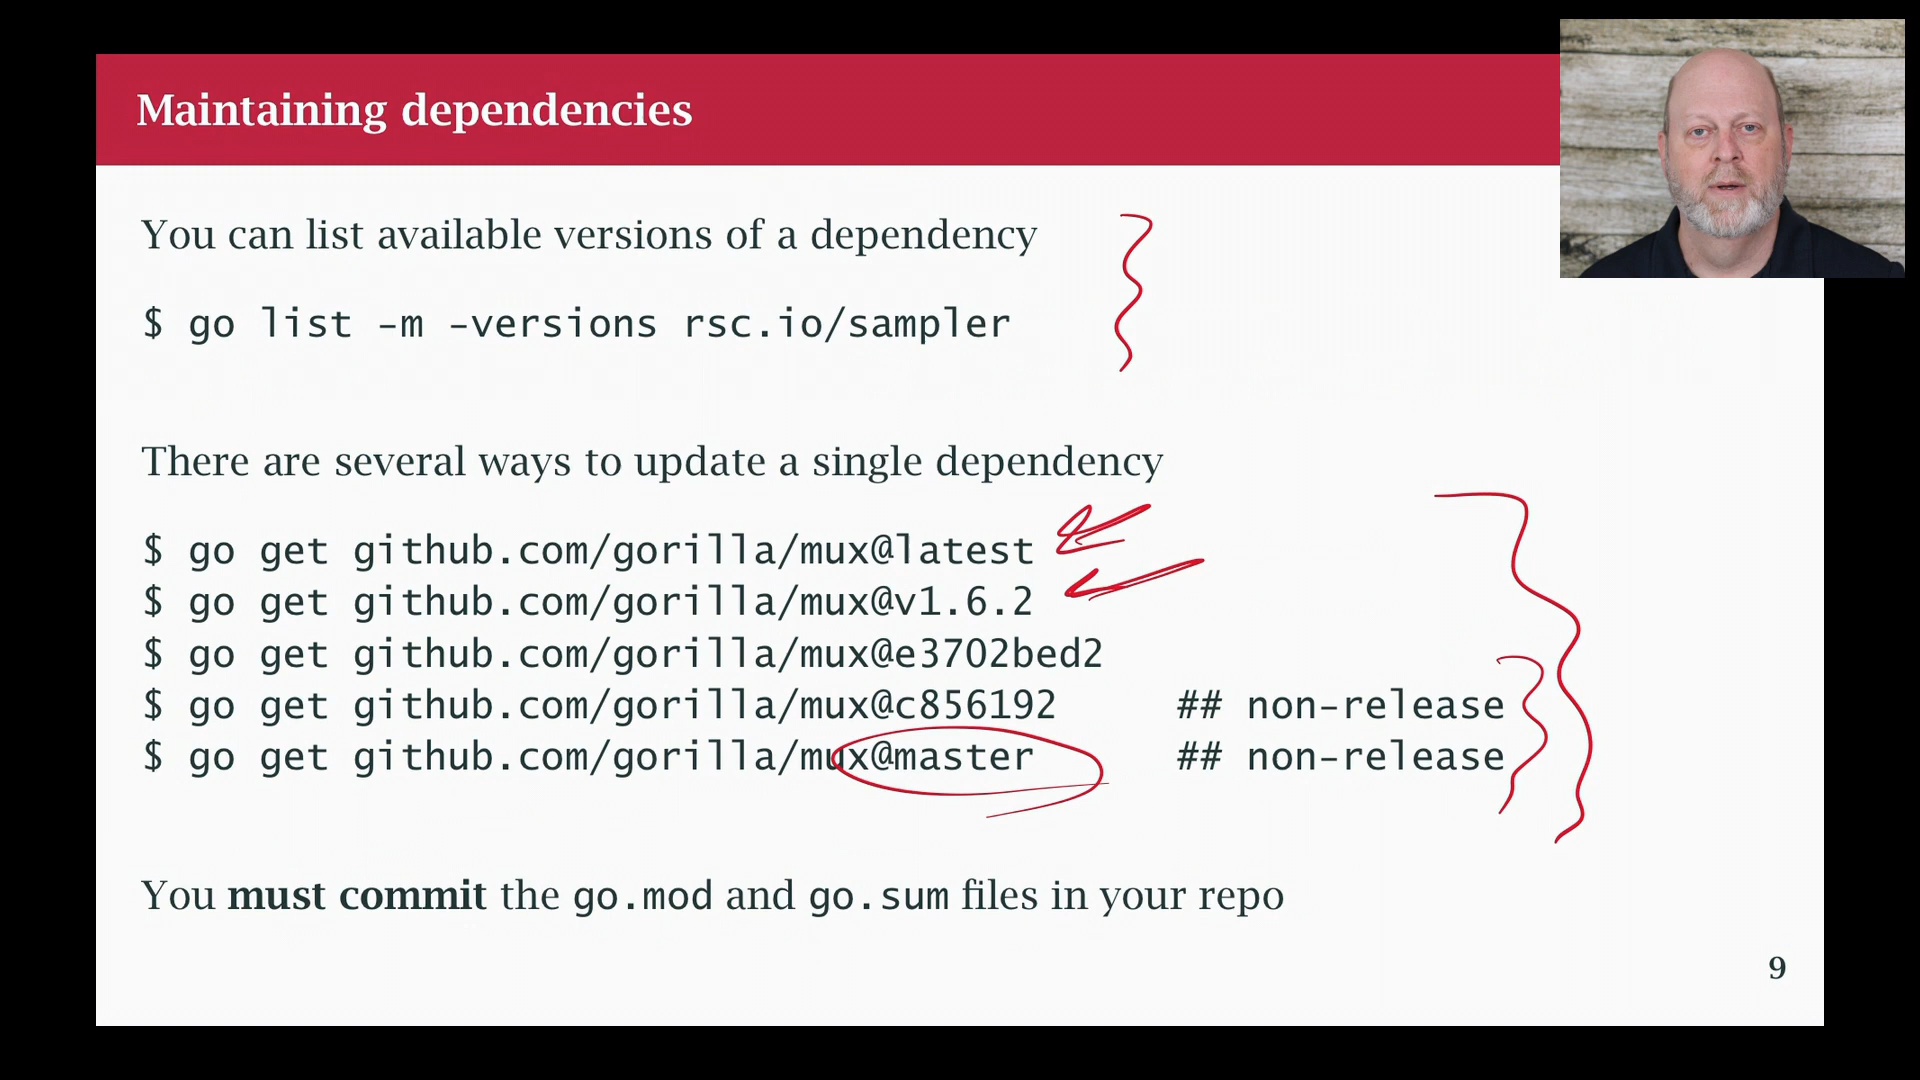 Maintaining dependencies
You can list available versions of a dependency
$ go list -m -versions rsc.io/sampler
There are several ways to update a single dependency
$ go get github.com/gorilla/mux@latest
$ go get github.com/gorilla/mux@v1.6.2
$ go get github.com/gorilla/mux@e3702bed2
$ go get github.com/gorilla/mux@c856192 ## non-release
$ go get github.com/gorilla/mux@master ## non-release
You must commit the go.mod and go.sum files in your repo
9